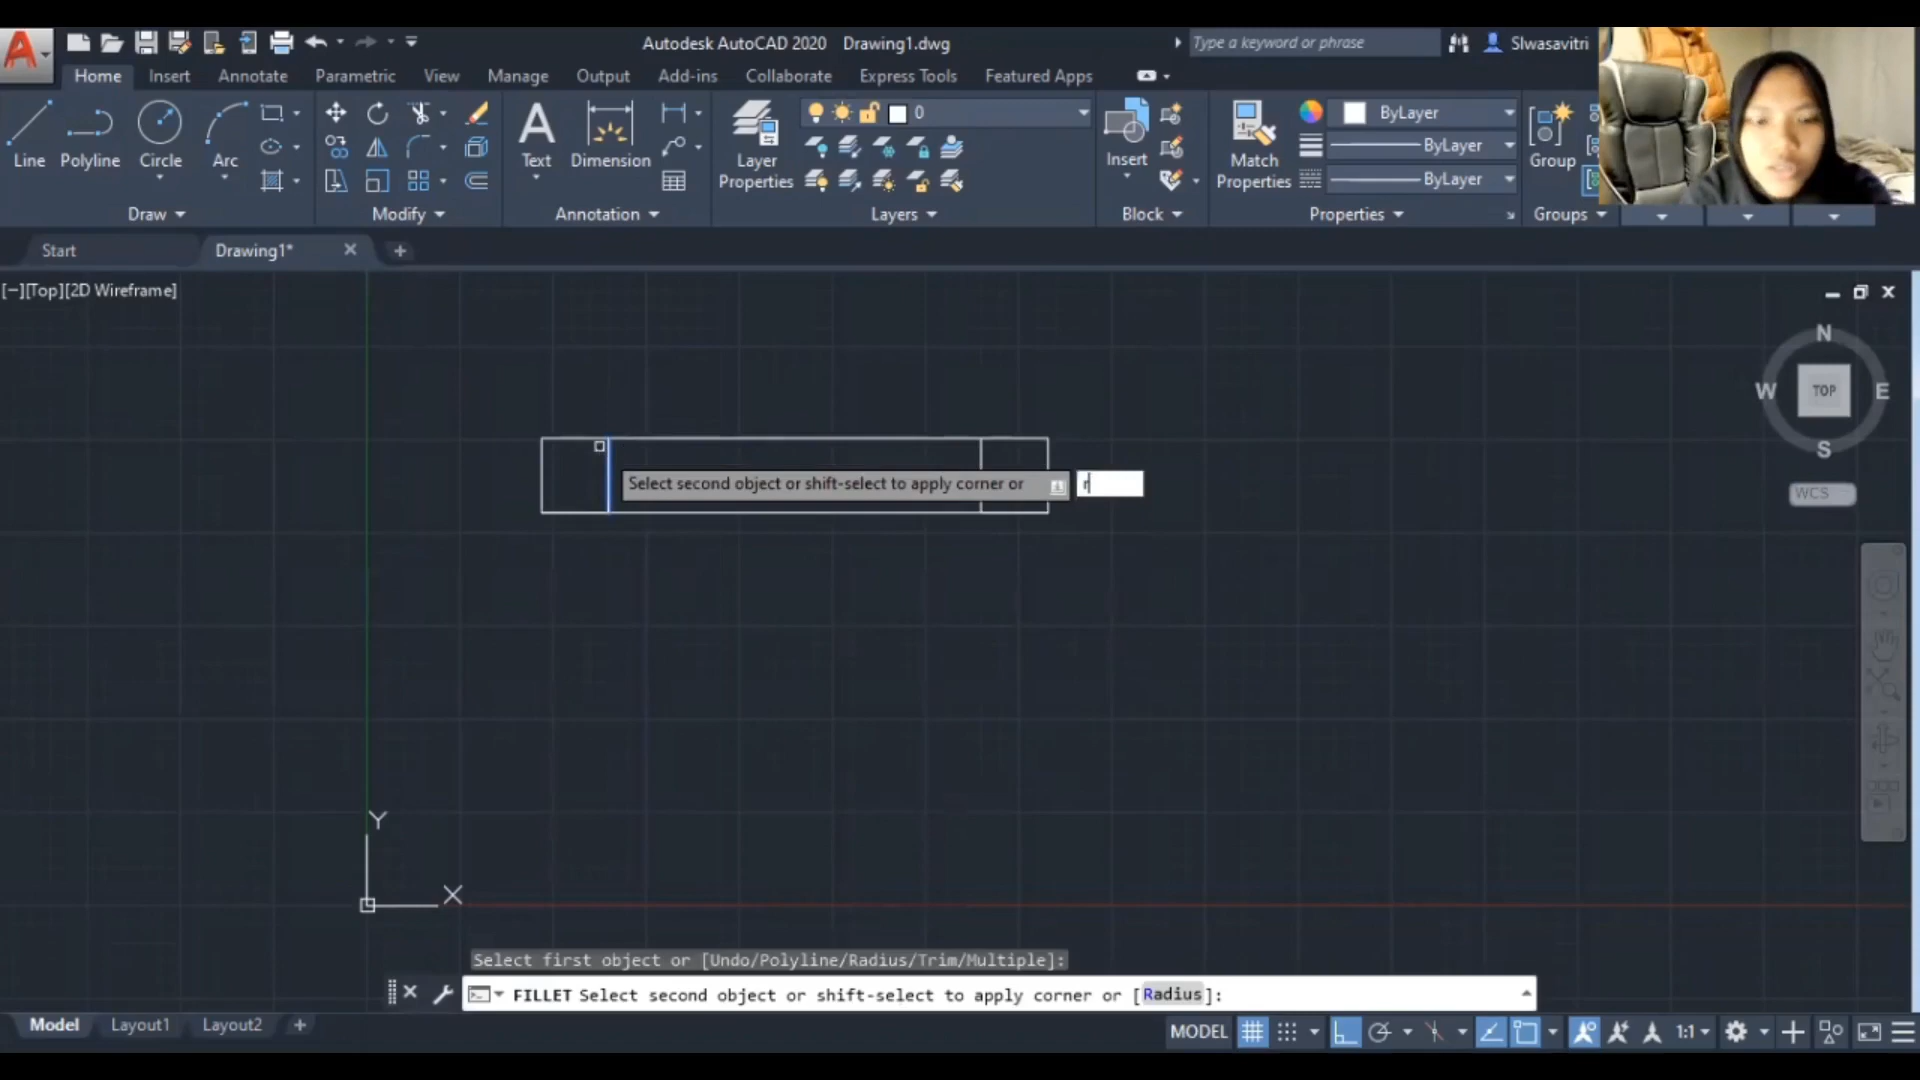 Autodesk AutoCAD 2020 Drawing1.dwg
Type a keyword or phrase
Slwasavitri
Home Insert Annotate Parametric View Manage Output Add-ins Collaborate Express Tools Featured Apps
0
ByLayer
Line Polyline Circle Arc
Text Dimension
Layer Properties
Insert
Match Properties
ByLayer
Group
ByLayer
Draw Modify Annotation Layers Block Properties Groups
Start Drawing1*
[−][Top][2D Wireframe]
N
W TOP E
S
WCS
Select second object or shift-select to apply corner or r
Y
X
Select first object or [Undo/Polyline/Radius/Trim/Multiple]:
FILLET Select second object or shift-select to apply corner or [Radius]:
Model Layout1 Layout2
MODEL 1:1